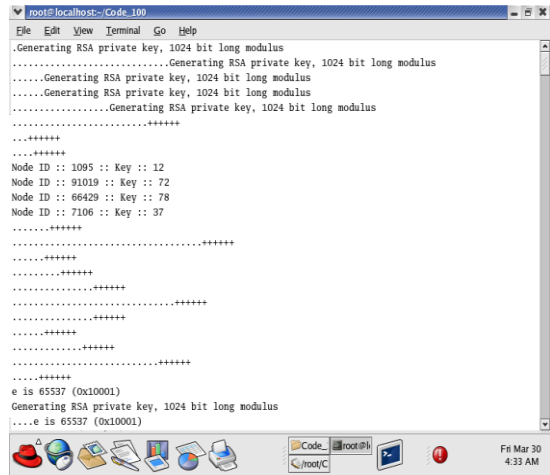 root@localhost:~/Code_100
File Edit View Terminal Go Help
.Generating RSA private key, 1024 bit long modulus
.............................Generating RSA private key, 1024 bit long modulus
......Generating RSA private key, 1024 bit long modulus
......Generating RSA private key, 1024 bit long modulus
..................Generating RSA private key, 1024 bit long modulus
.........................++++++
...++++++
....++++++
Node ID :: 1095 :: Key :: 12
Node ID :: 91019 :: Key :: 72
Node ID :: 66429 :: Key :: 78
Node ID :: 7106 :: Key :: 37
.......++++++
...................................++++++
......++++++
.........++++++
...............++++++
..............................++++++
...............++++++
......++++++
.............++++++
...........................++++++
.....++++++
e is 65537 (0x10001)
Generating RSA private key, 1024 bit long modulus
....e is 65537 (0x10001)
Code_
root@l
/root/C
Fri Mar 30
4:33 AM